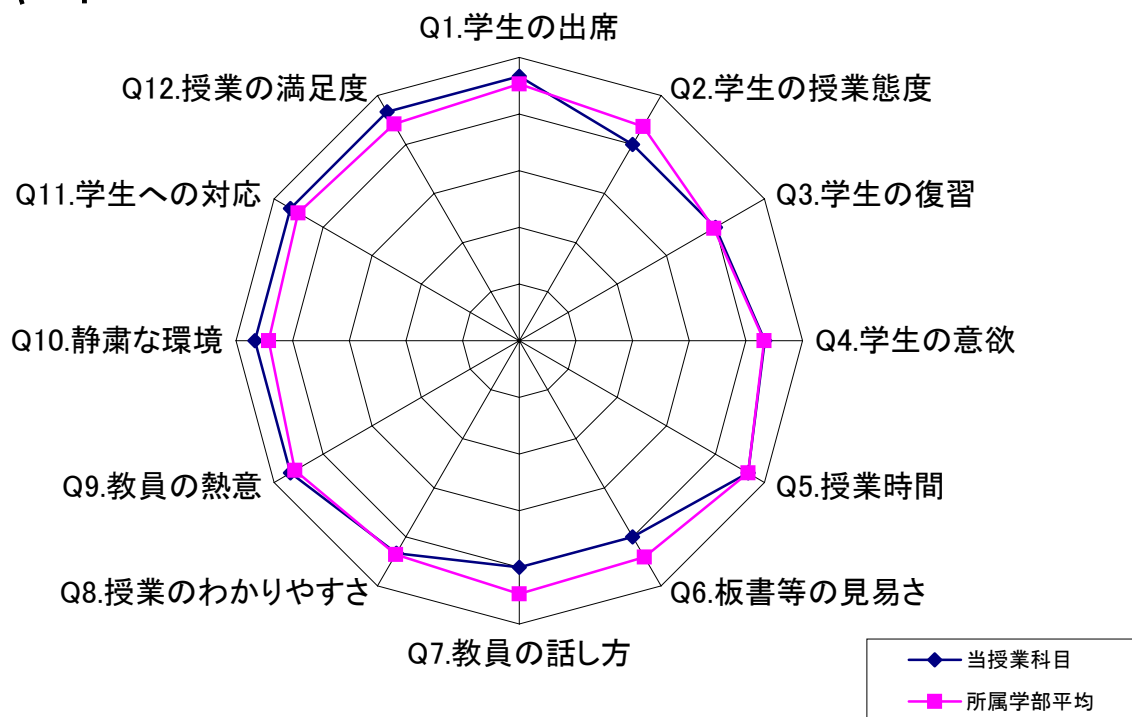 Q1.学生の出席
Q2.学生の授業態度
Q3.学生の復習
Q4.学生の意欲
Q5.授業時間
Q6.板書等の見易さ
Q7.教員の話し方
Q8.授業のわかりやすさ
Q9.教員の熱意
Q10.静粛な環境
Q11.学生への対応
Q12.授業の満足度
当授業科目
所属学部平均